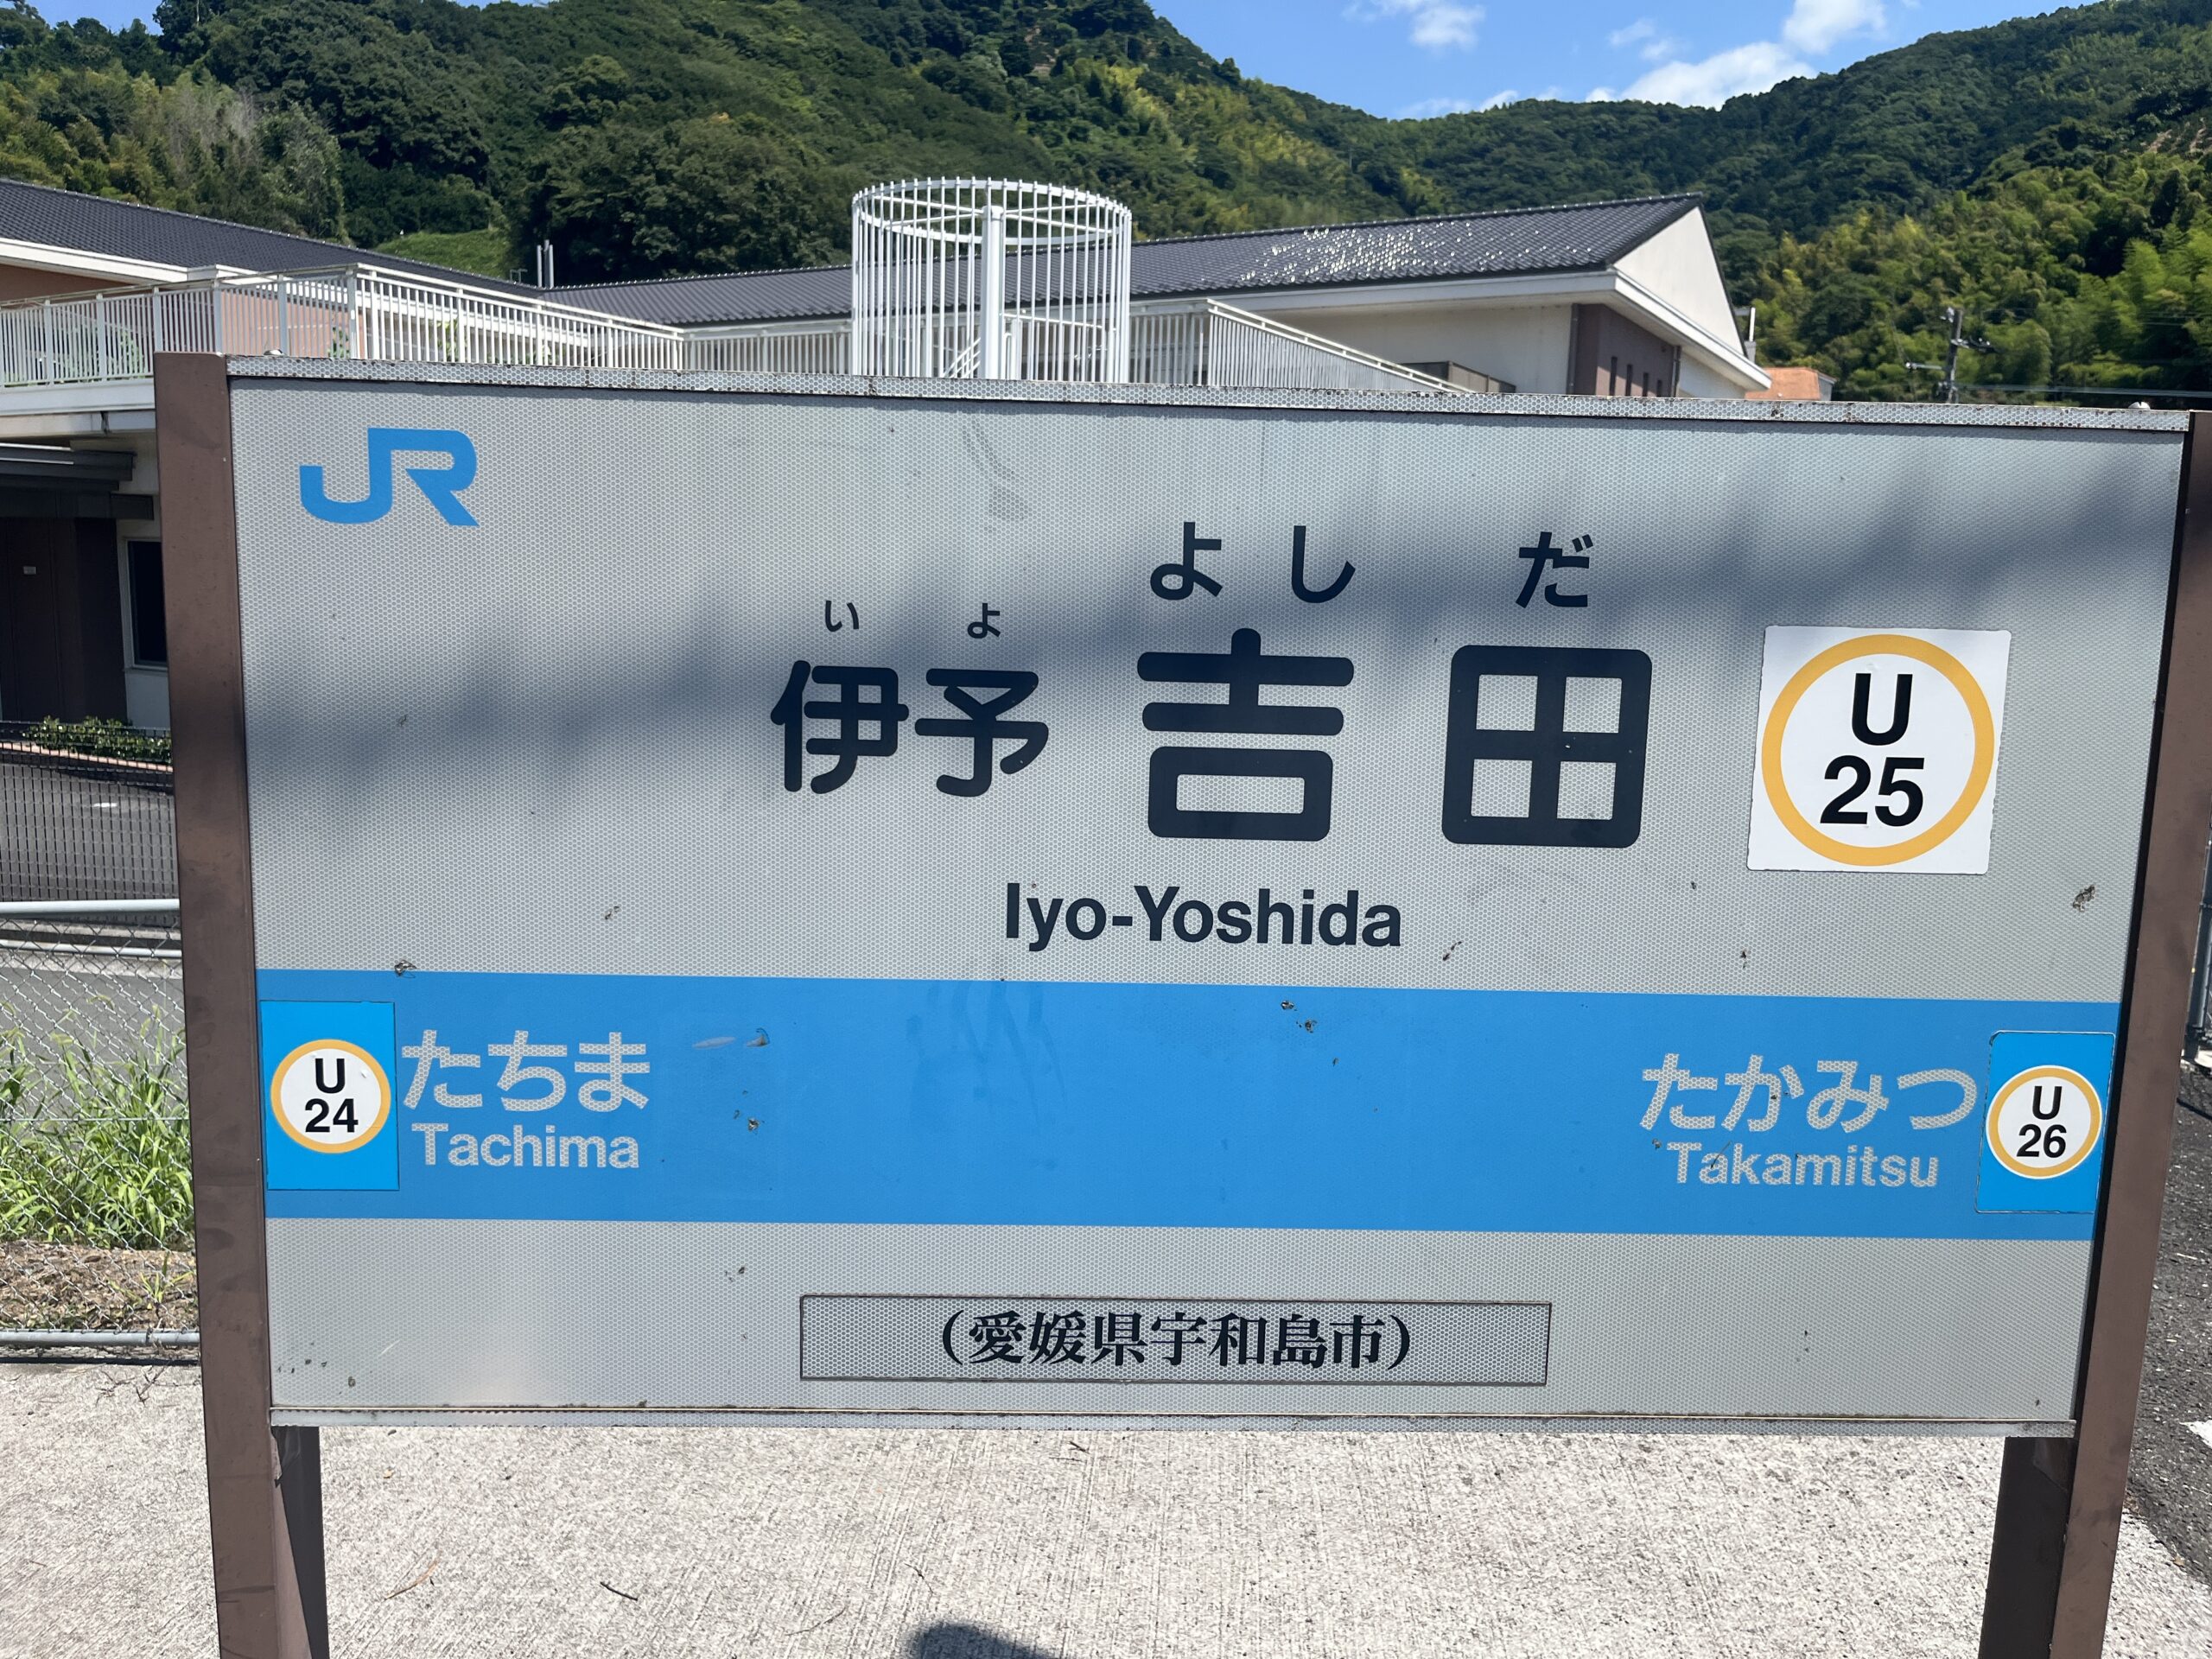 JR
い よ よ し だ
伊予吉田
U
25
Iyo-Yoshida
U
24
たちま
Tachima
たかみつ
Takamitsu
U
26
(愛媛県宇和島市)